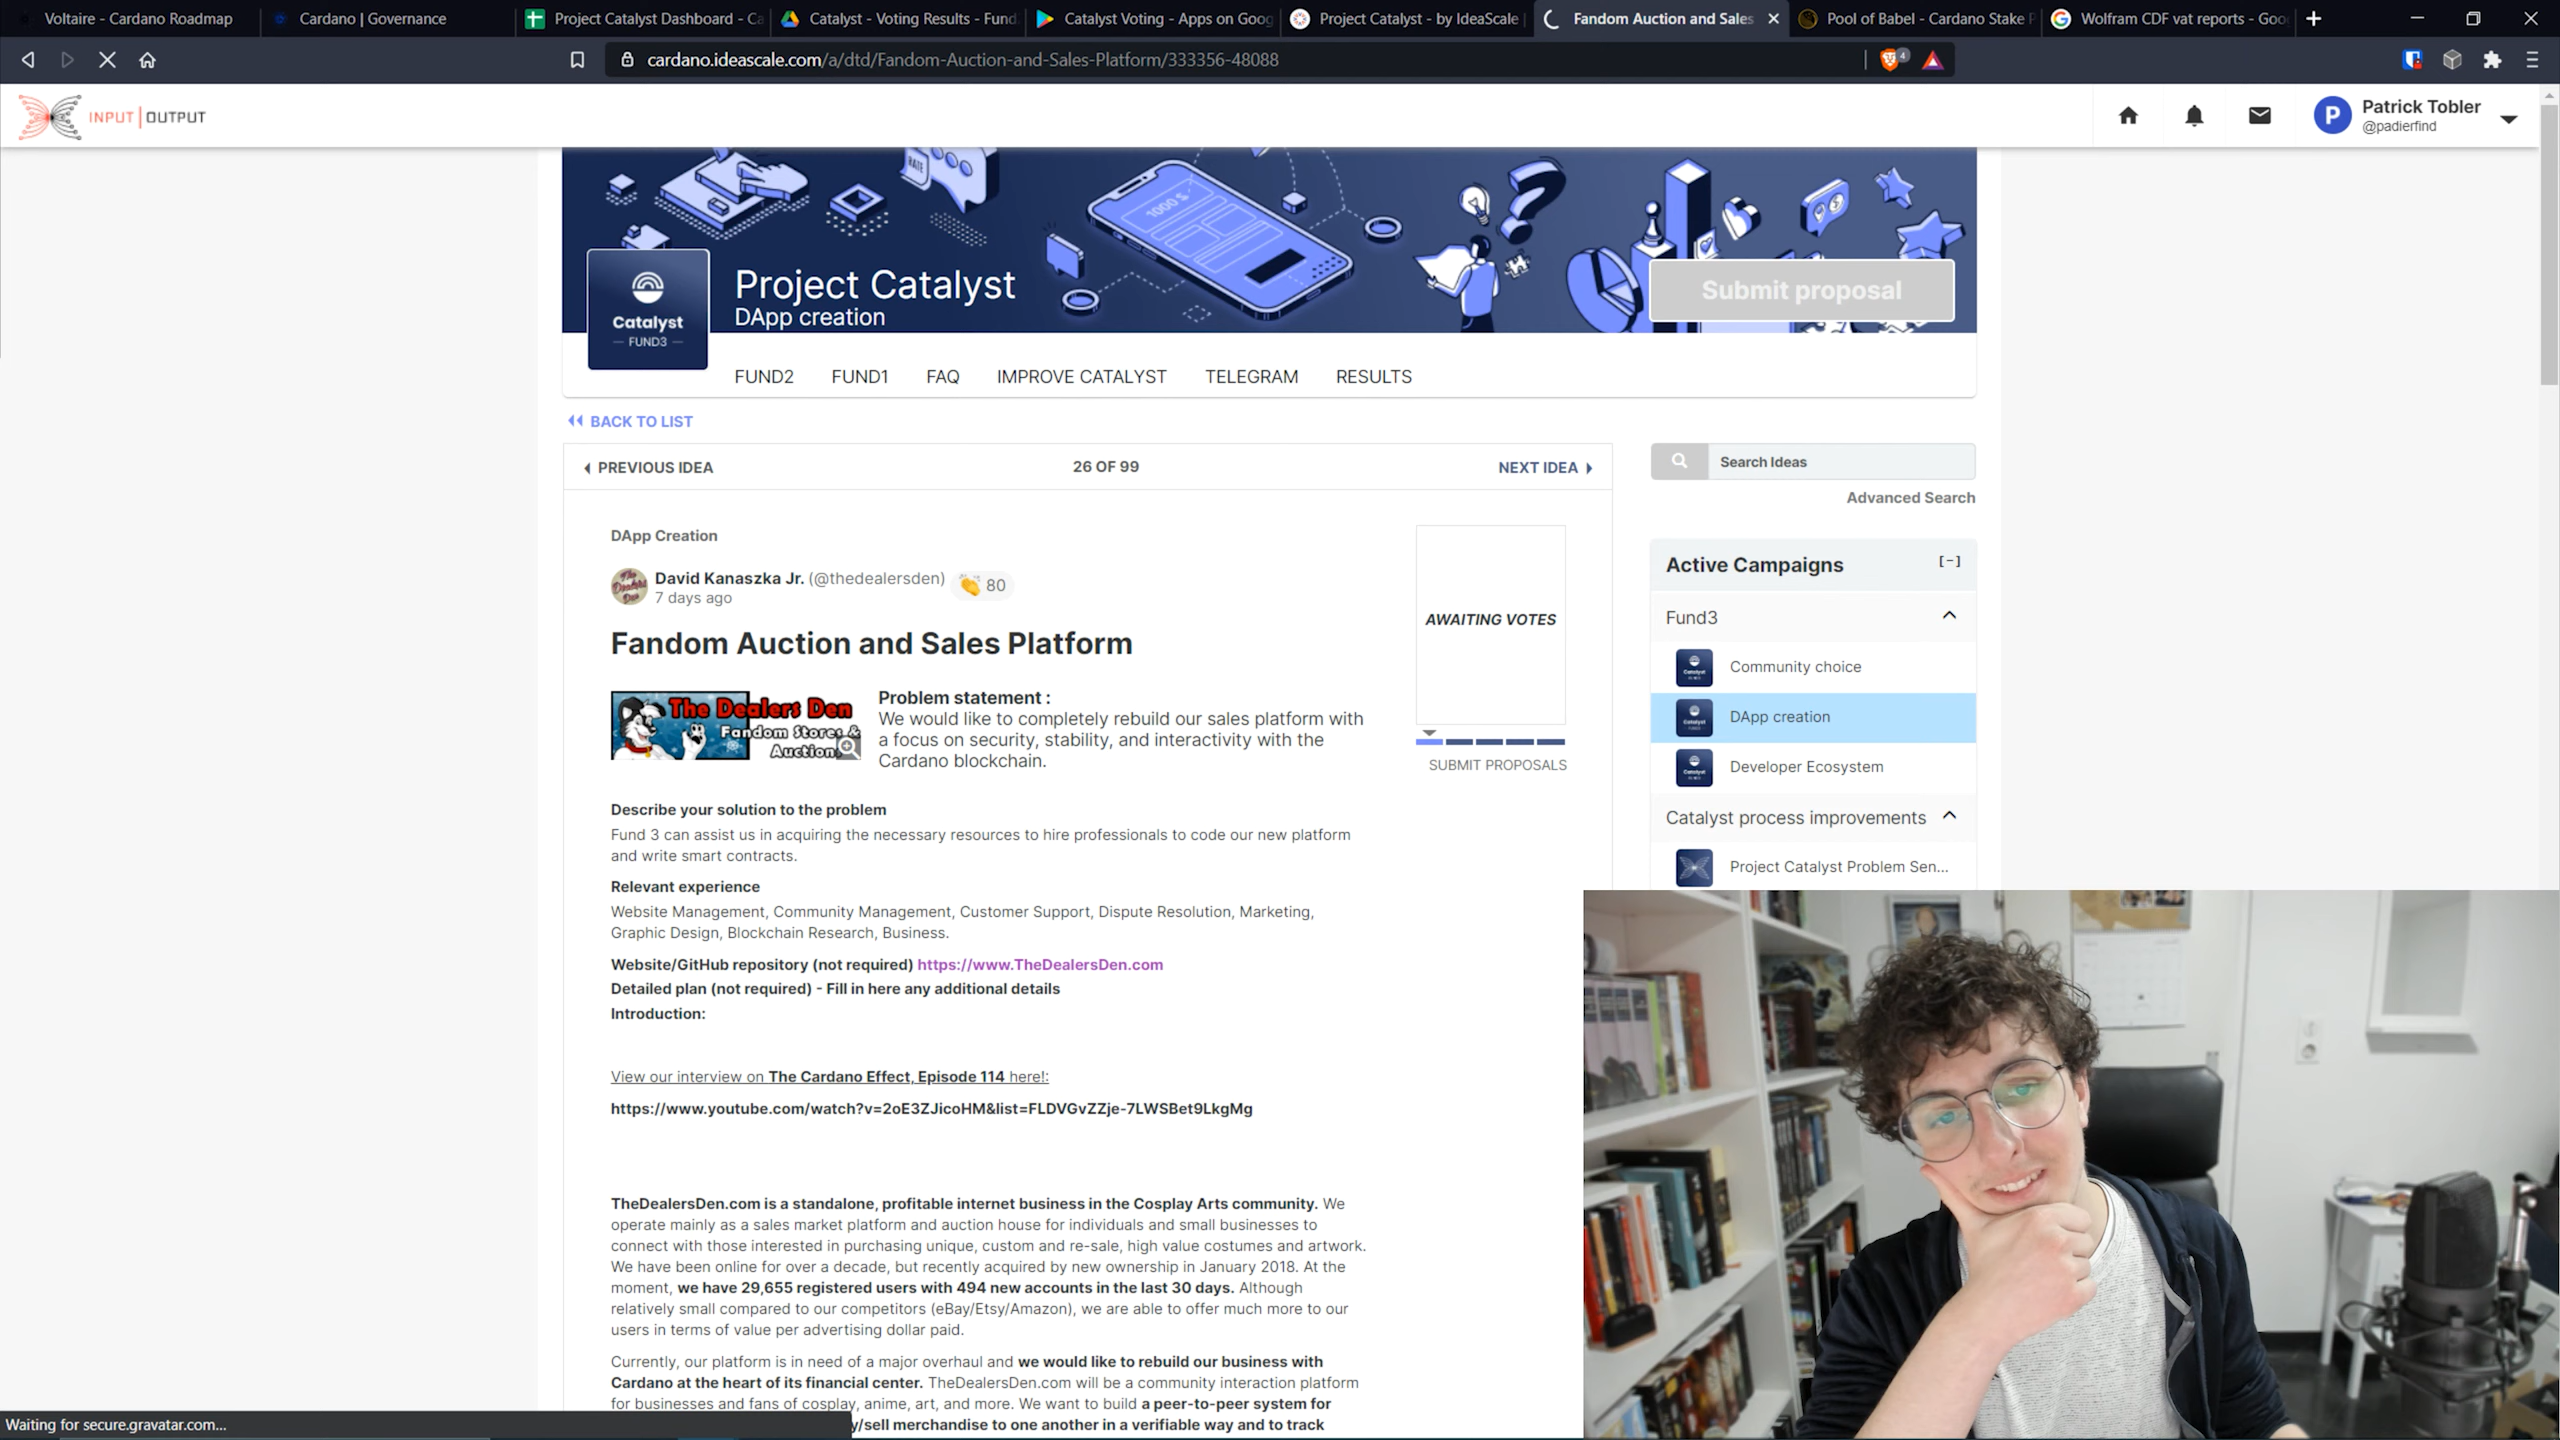 Voltaire - Cardano Roadmap
Cardano | Governance
Project Catalyst Dashboard - Ca
Catalyst - Voting Results - Fund
Catalyst Voting - Apps on Goog
Project Catalyst - by IdeaScale |
Fandom Auction and Sales
Pool of Babel - Cardano Stake P
Wolfram CDF vat reports - Goo
cardano.ideascale.com/a/dtd/Fandom-Auction-and-Sales-Platform/333356-48088
4
INPUT | OUTPUT
P
Patrick Tobler
@padierfind
RATE
1000 $
Project Catalyst
DApp creation
Submit proposal
Catalyst
— FUND3 —
FUND2 FUND1 FAQ IMPROVE CATALYST TELEGRAM RESULTS
BACK TO LIST
PREVIOUS IDEA
26 OF 99
NEXT IDEA
Search Ideas
Advanced Search
DApp Creation
David Kanaszka Jr. (@thedealersden) 80
7 days ago
AWAITING VOTES
SUBMIT PROPOSALS
Fandom Auction and Sales Platform
The Dealers Den
Fandom Stores &
Auction
Problem statement :
We would like to completely rebuild our sales platform with
a focus on security, stability, and interactivity with the
Cardano blockchain.
Describe your solution to the problem
Fund 3 can assist us in acquiring the necessary resources to hire professionals to code our new platform
and write smart contracts.
Relevant experience
Website Management, Community Management, Customer Support, Dispute Resolution, Marketing,
Graphic Design, Blockchain Research, Business.
Website/GitHub repository (not required) https://www.TheDealersDen.com
Detailed plan (not required) - Fill in here any additional details
Introduction:
View our interview on The Cardano Effect, Episode 114 here!:
https://www.youtube.com/watch?v=2oE3ZJicoHM&list=FLDVGvZZje-7LWSBet9LkgMg
TheDealersDen.com is a standalone, profitable internet business in the Cosplay Arts community. We
operate mainly as a sales market platform and auction house for individuals and small businesses to
connect with those interested in purchasing unique, custom and re-sale, high value costumes and artwork.
We have been online for over a decade, but recently acquired by new ownership in January 2018. At the
moment, we have 29,655 registered users with 494 new accounts in the last 30 days. Although
relatively small compared to our competitors (eBay/Etsy/Amazon), we are able to offer much more to our
users in terms of value per advertising dollar paid.
Currently, our platform is in need of a major overhaul and we would like to rebuild our business with
Cardano at the heart of its financial center. TheDealersDen.com will be a community interaction platform
for businesses and fans of cosplay, anime, art, and more. We want to build a peer-to-peer system for
y/sell merchandise to one another in a verifiable way and to track
Active Campaigns
[-]
Fund3
Community choice
DApp creation
Developer Ecosystem
Catalyst process improvements
Project Catalyst Problem Sen...
Waiting for secure.gravatar.com...